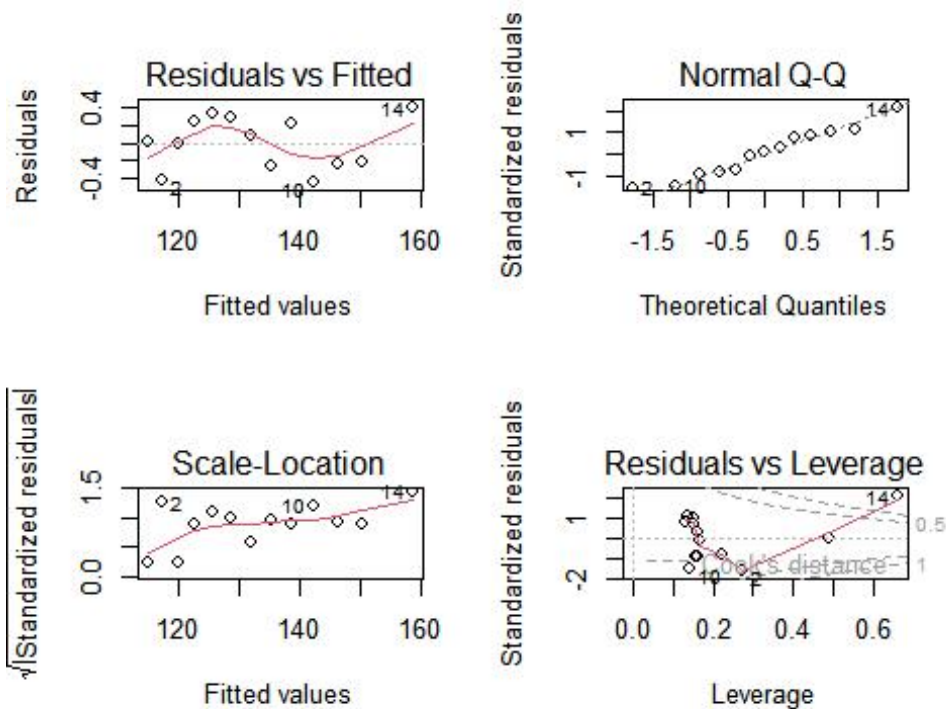 Residuals vs Fitted
Residuals
0.4
-0.4
14
2
10
120 140 160
Fitted values
Normal Q-Q
Standardized residuals
1
-1
14
2
10
-1.5 -0.5 0.5 1.5
Theoretical Quantiles
Scale-Location
√|Standardized residuals|
1.5
0.0
2
10
14
120 140 160
Fitted values
Residuals vs Leverage
Standardized residuals
1
-2
14
0.5
1
Cook's distance
10
2
0.0 0.2 0.4 0.6
Leverage